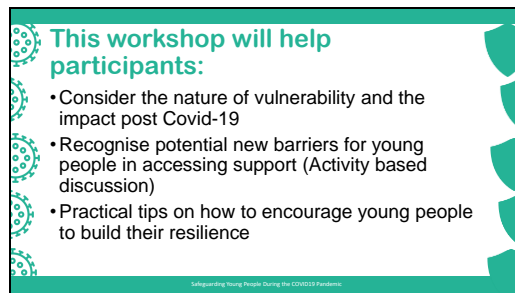 This workshop will help
participants:
•Consider the nature of vulnerability and the
impact post Covid-19
•Recognise potential new barriers for young
people in accessing support (Activity based
discussion)
•Practical tips on how to encourage young people
to build their resilience
Safeguarding Young People During the COVID19 Pandemic